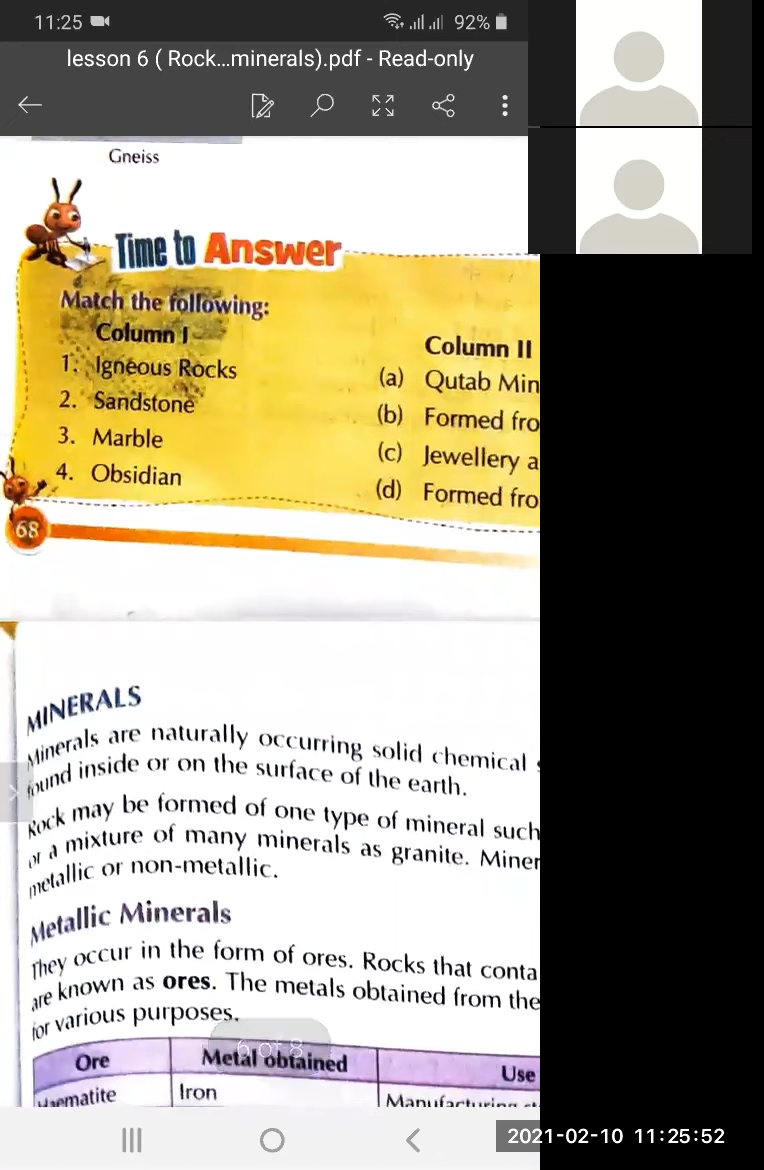 11:25 92%
lesson 6 ( Rock...minerals).pdf - Read-only
Gneiss
Time to Answer
Match the following:
Column I Column II
1. Igneous Rocks (a) Qutab Min
2. Sandstone (b) Formed fro
3. Marble (c) Jewellery a
4. Obsidian (d) Formed fro
68
MINERALS
Minerals are naturally occurring solid chemical
found inside or on the surface of the earth.
Rock may be formed of one type of mineral such
or a mixture of many minerals as granite. Miner
metallic or non-metallic.
Metallic Minerals
They occur in the form of ores. Rocks that conta
are known as ores. The metals obtained from the
for various purposes.
6 of 8
Ore Metal obtained Use
Haematite Iron Manufacturing
2021-02-10 11:25:52